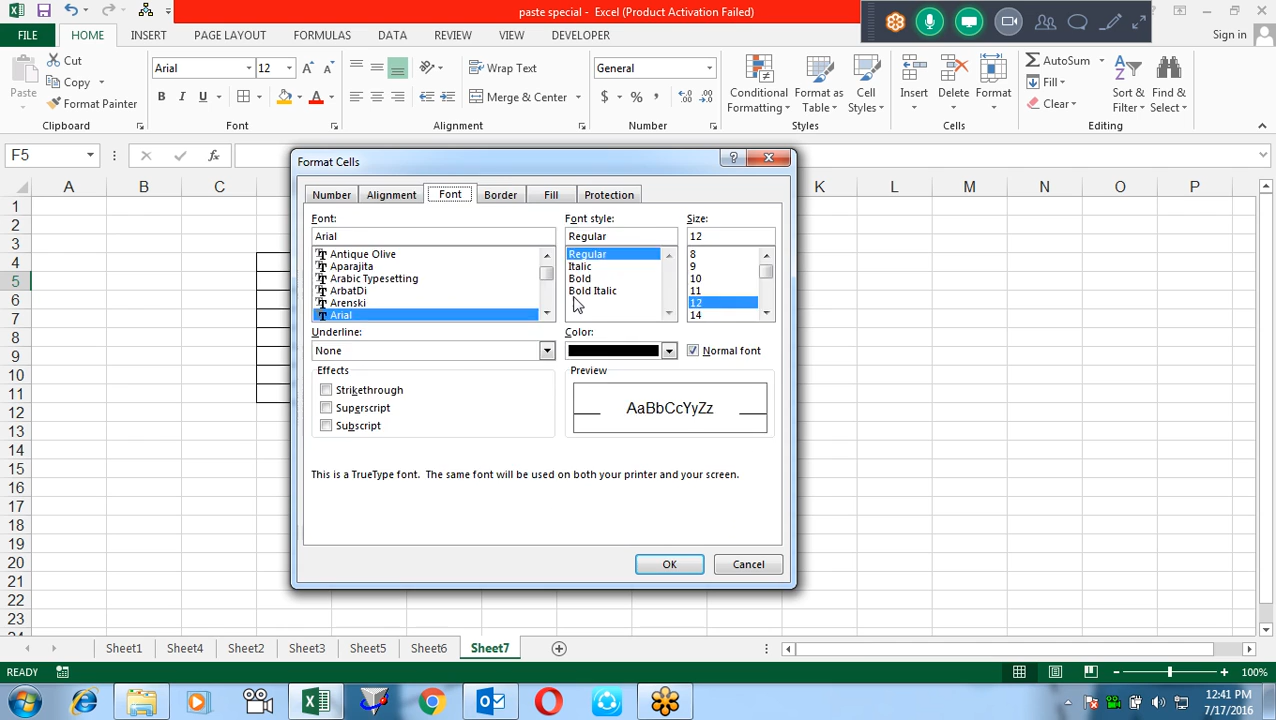 paste special - Excel (Product Activation Failed)
FILE HOME INSERT PAGE LAYOUT FORMULAS DATA REVIEW VIEW DEVELOPER Sign in
Paste
Cut
Copy
Format Painter
Clipboard
Arial 12
B I U A
Font
Wrap Text
Merge & Center
Alignment
General
$ %
Number
Conditional Formatting
Format as Table
Cell Styles
Styles
Insert Delete Format
Cells
AutoSum
Fill
Clear
Sort & Filter
Find & Select
Editing
F5
fx
A B C K L M N O P
1
2
3
4
5
6
7
8
9
10
11
12
13
14
15
16
17
18
19
20
21
22
23
Format Cells
Number Alignment Font Border Fill Protection
Font: Font style: Size:
Arial Regular 12
Antique Olive Regular 8
Aparajita Italic 9
Arabic Typesetting Bold 10
ArbatDi Bold Italic 11
Arenski 12
Arial 14
Underline: Color:
None Normal font
Effects Preview
Strikethrough
Superscript
Subscript
AaBbCcYyZz
This is a TrueType font. The same font will be used on both your printer and your screen.
OK Cancel
Sheet1 Sheet4 Sheet2 Sheet3 Sheet5 Sheet6 Sheet7
READY 100%
12:41 PM
7/17/2016